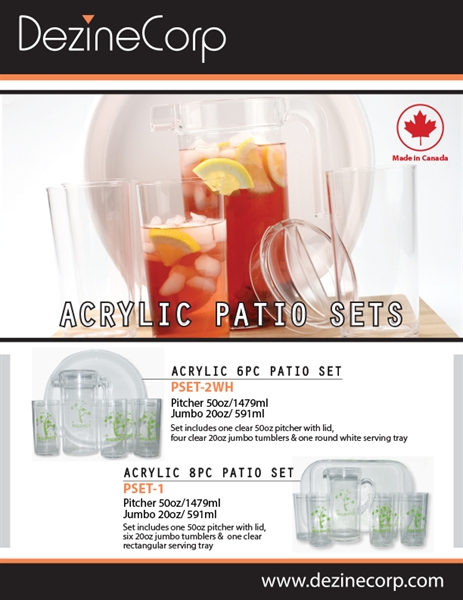 DezineCorp
Made in Canada
ACRYLIC PATIO SETS
ACRYLIC 6PC PATIO SET
PSET-2WH
Pitcher 50oz/1479ml
Jumbo 20oz/ 591ml
Set includes one clear 50oz pitcher with lid,
four clear 20oz jumbo tumblers & one round white serving tray
ACRYLIC 8PC PATIO SET
PSET-1
Pitcher 50oz/1479ml
Jumbo 20oz/ 591ml
Set includes one 50oz pitcher with lid,
six 20oz jumbo tumblers & one clear
rectangular serving tray
www.dezinecorp.com